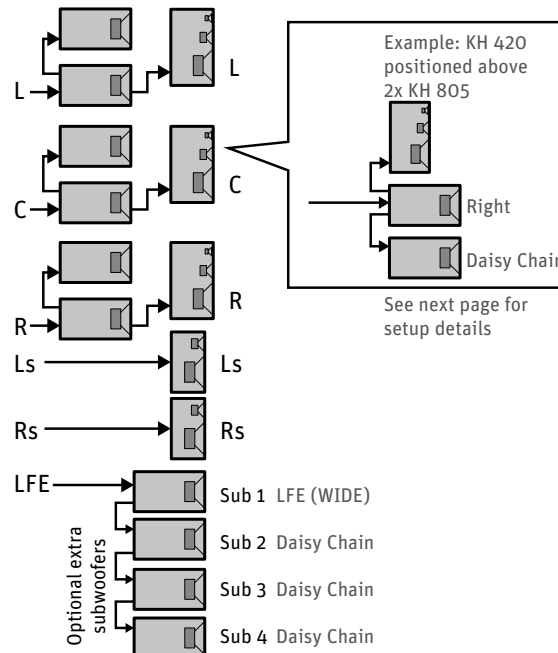 Example: KH 420
positioned above
2x KH 805
L
L
Right
C
C
Daisy Chain
R
R
See next page for
setup details
Ls
Ls
Rs
Rs
LFE
Sub 1 LFE (WIDE)
Sub 2 Daisy Chain
Sub 3 Daisy Chain
Sub 4 Daisy Chain
Optional extra
subwoofers